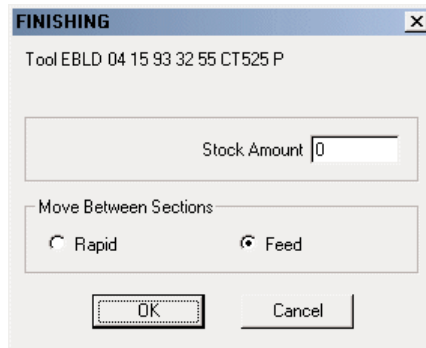 FINISHING
Tool EBLD 04 15 93 32 55 CT525 P
Stock Amount 0
Move Between Sections
Rapid Feed
OK Cancel